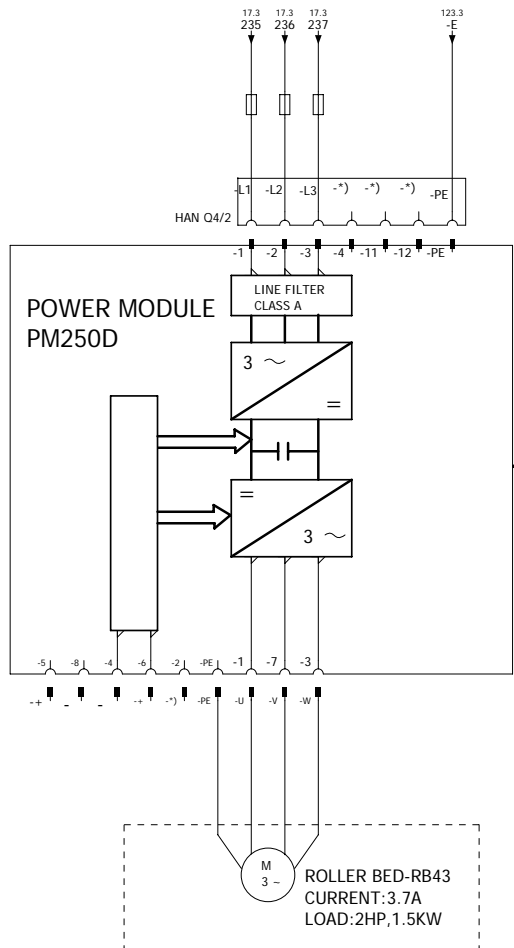 17.3 17.3 17.3 123.3
235 236 237 -E
-L1 -L2 -L3 -*) -*) -*) -PE
HAN Q4/2
-1 -2 -3 -4 -11 -12 -PE
LINE FILTER
CLASS A
POWER MODULE
PM250D
3 ~
=
=
3 ~
-5 -8 -4 -6 -2 -PE -1 -7 -3
-+ - - -+ -*) -PE -U -V -W
M
3 ~
ROLLER BED-RB43
CURRENT:3.7A
LOAD:2HP,1.5KW